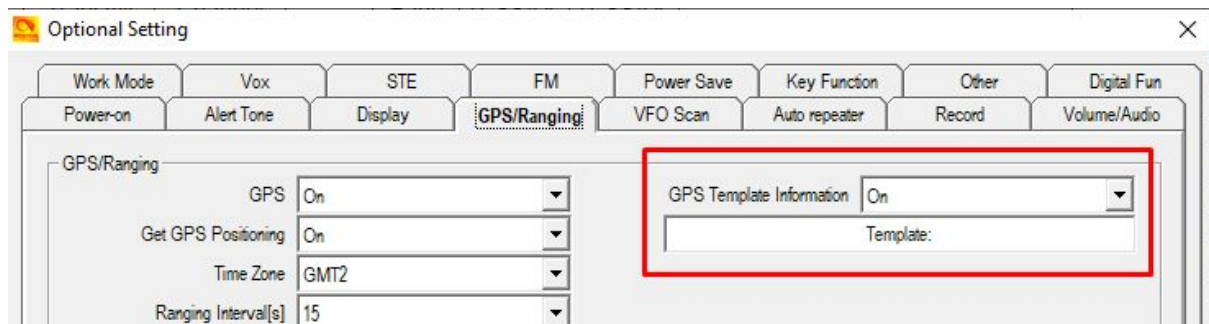 Optional Setting
Work Mode Vox STE FM Power Save Key Function Other Digital Fun
Power-on Alert Tone Display GPS/Ranging VFO Scan Auto repeater Record Volume/Audio
GPS/Ranging
GPS On GPS Template Information On
Get GPS Positioning On Template:
Time Zone GMT2
Ranging Interval[s] 15